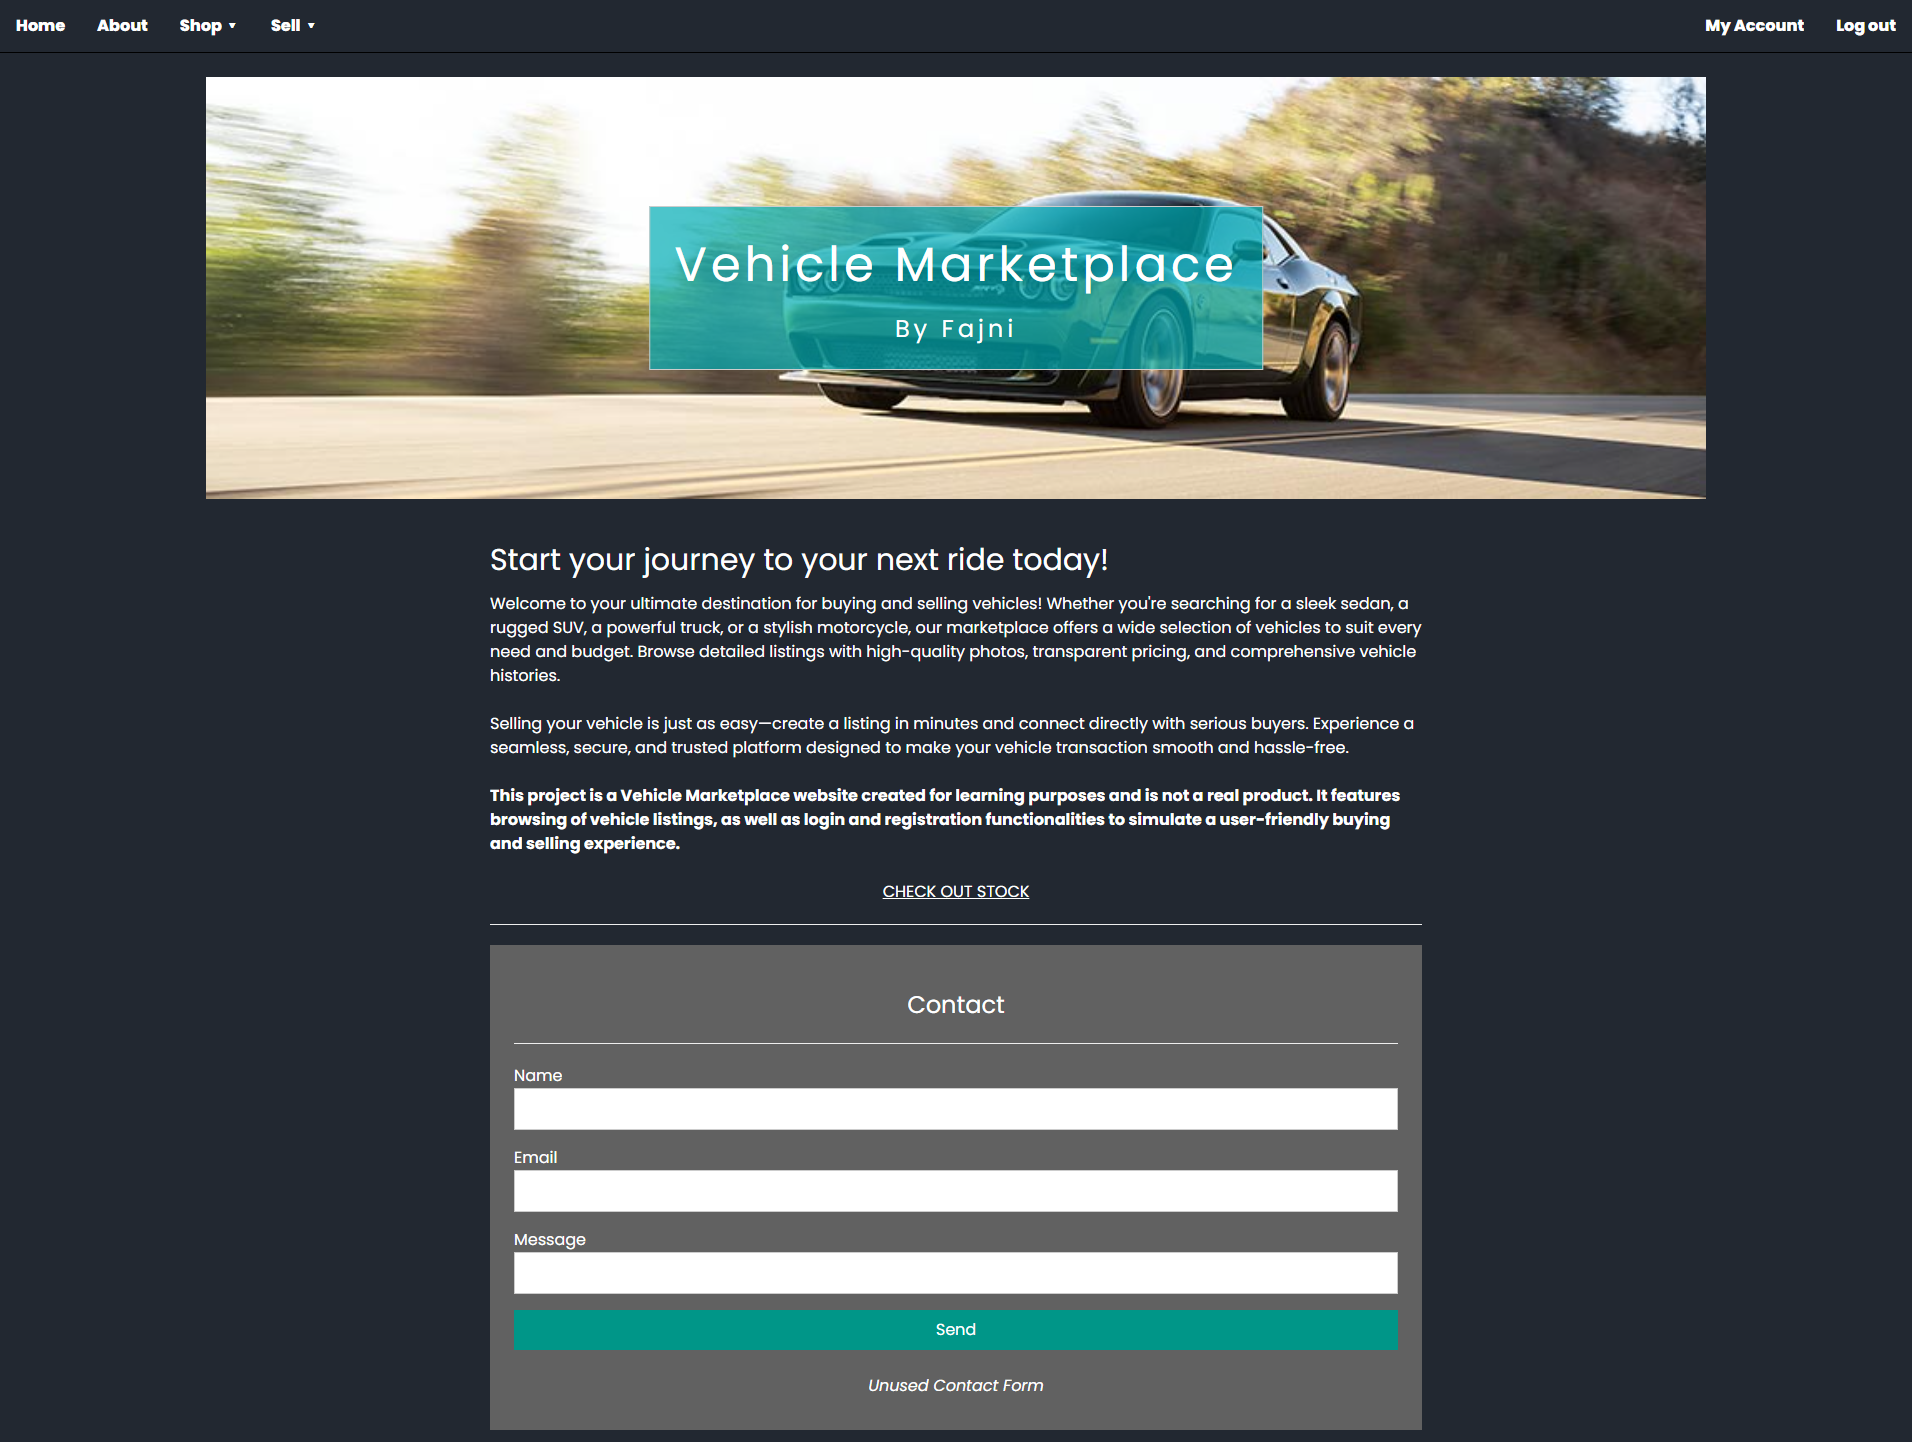 Home About Shop ▼ Sell ▼ My Account Log out
Vehicle Marketplace
By Fajni
Start your journey to your next ride today!
Welcome to your ultimate destination for buying and selling vehicles! Whether you're searching for a sleek sedan, a
rugged SUV, a powerful truck, or a stylish motorcycle, our marketplace offers a wide selection of vehicles to suit every
need and budget. Browse detailed listings with high-quality photos, transparent pricing, and comprehensive vehicle
histories.
Selling your vehicle is just as easy—create a listing in minutes and connect directly with serious buyers. Experience a
seamless, secure, and trusted platform designed to make your vehicle transaction smooth and hassle-free.
This project is a Vehicle Marketplace website created for learning purposes and is not a real product. It features
browsing of vehicle listings, as well as login and registration functionalities to simulate a user-friendly buying
and selling experience.
CHECK OUT STOCK
Contact
Name
Email
Message
Send
Unused Contact Form